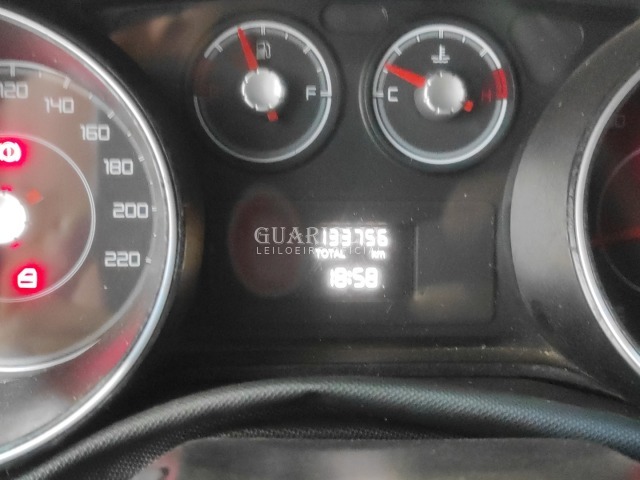 F
C
H
120
140
160
180
200
220
193756
TOTAL km
18:58
GUAR
LEILOEIR